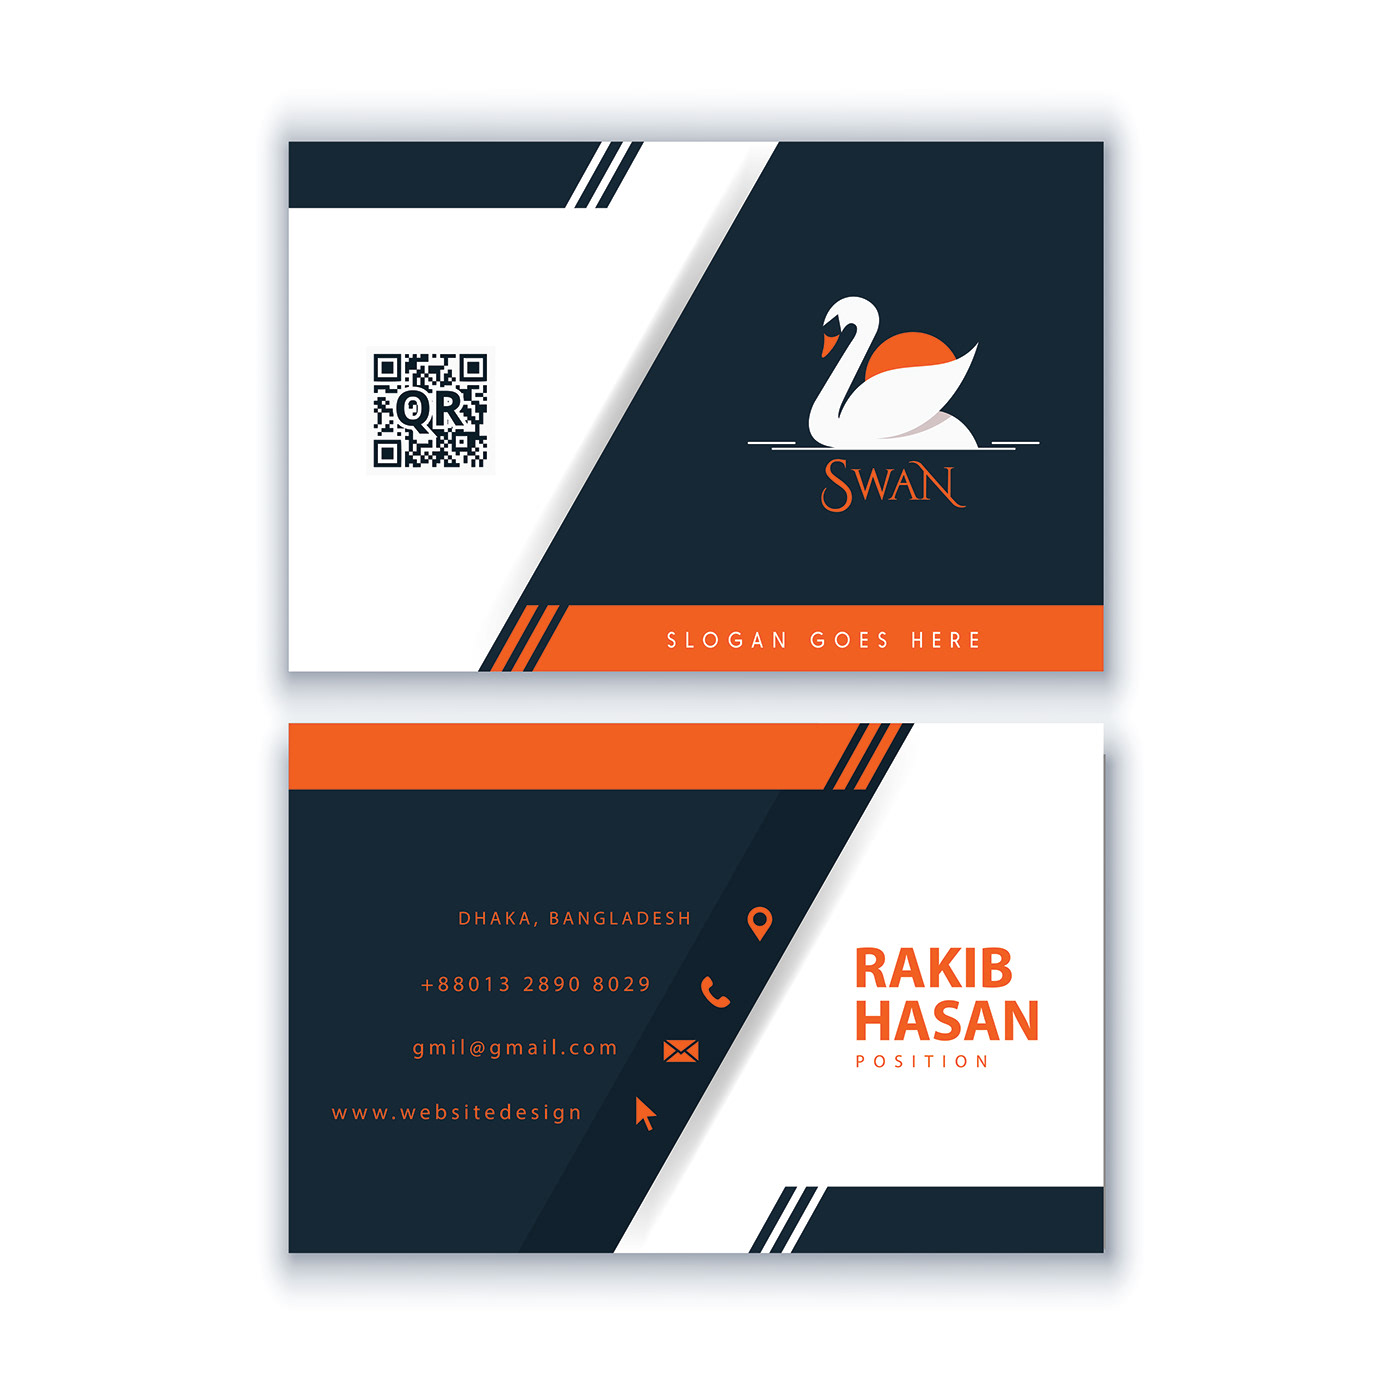 QR
SWAN
SLOGAN GOES HERE
DHAKA, BANGLADESH
+88013 2890 8029
gmil@gmail.com
www.websitedesign
RAKIB
HASAN
POSITION